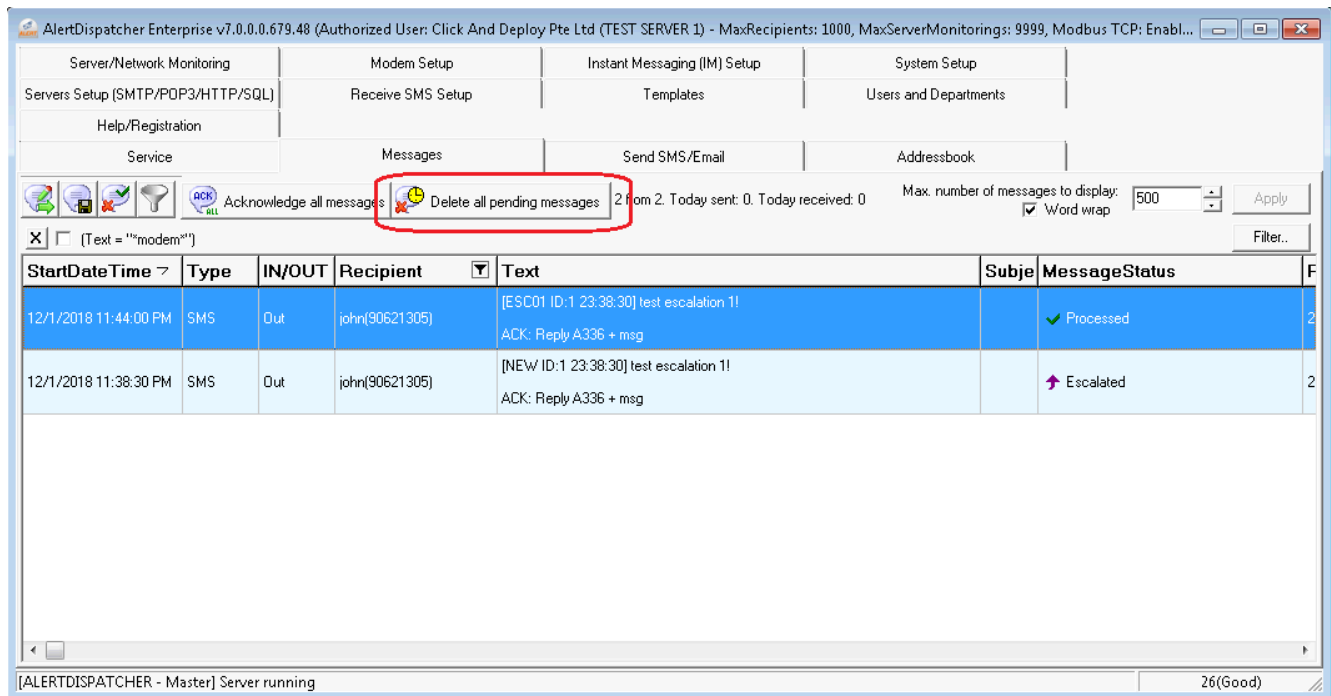 AlertDispatcher Enterprise v7.0.0.0.679.48 (Authorized User: Click And Deploy Pte Ltd (TEST SERVER 1) - MaxRecipients: 1000, MaxServerMonitorings: 9999, Modbus TCP: Enabl...
Server/Network Monitoring Modem Setup Instant Messaging (IM) Setup System Setup
Servers Setup (SMTP/POP3/HTTP/SQL) Receive SMS Setup Templates Users and Departments
Help/Registration
Service Messages Send SMS/Email Addressbook
ACK ALL Acknowledge all messages Delete all pending messages 2 from 2. Today sent: 0. Today received: 0 Max. number of messages to display: 500 Apply
Word wrap
X (Text = "*modem*") Filter..
StartDateTime Type IN/OUT Recipient Text Subje MessageStatus F
12/1/2018 11:44:00 PM SMS Out john(90621305) [ESC01 ID:1 23:38:30] test escalation 1! Processed 2
ACK: Reply A336 + msg
12/1/2018 11:38:30 PM SMS Out john(90621305) [NEW ID:1 23:38:30] test escalation 1! Escalated 2
ACK: Reply A336 + msg
[ALERTDISPATCHER - Master] Server running 26(Good)